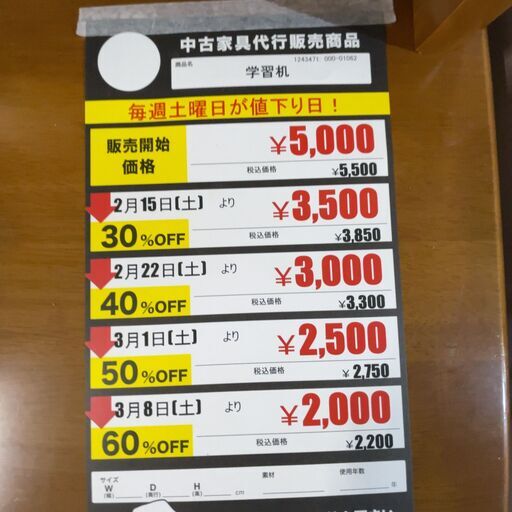 中古家具代行販売商品
商品名 1243471 000-01062
学習机
毎週土曜日が値下り日！
販売開始
価格
¥5,000
税込価格 ¥5,500
2月15日(土) より
¥3,500
30%OFF
税込価格 ¥3,850
2月22日(土) より
¥3,000
40%OFF
税込価格 ¥3,300
3月1日(土) より
¥2,500
50%OFF
税込価格 ¥2,750
3月8日(土) より
¥2,000
60%OFF
税込価格 ¥2,200
サイズ 素材 使用年数
W(幅) D(奥行) H(高) cm 年